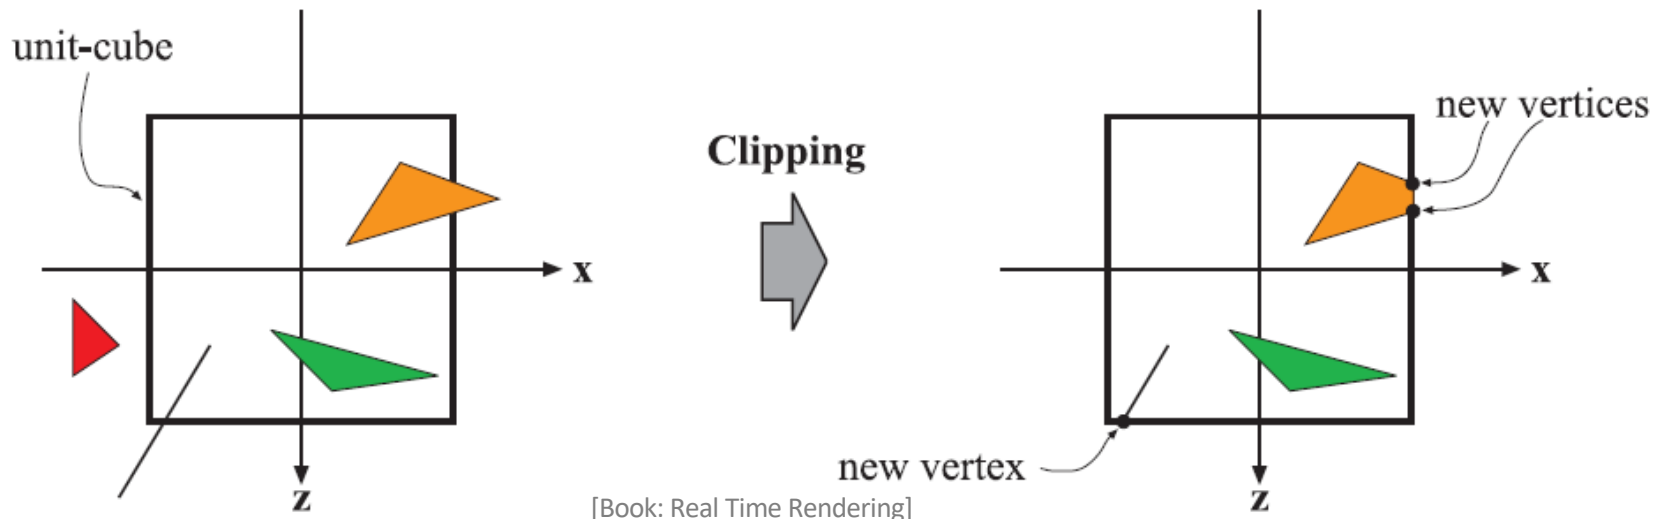 unit-cube
x
z
Clipping
new vertices
x
new vertex
z
[Book: Real Time Rendering]